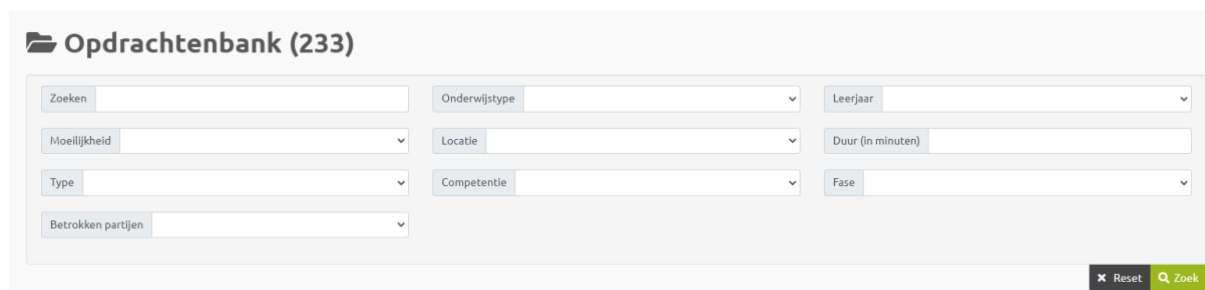 Opdrachtenbank (233)
Zoeken Onderwijstype Leerjaar
Moeilijkheid Locatie Duur (in minuten)
Type Competentie Fase
Betrokken partijen
Reset Zoek